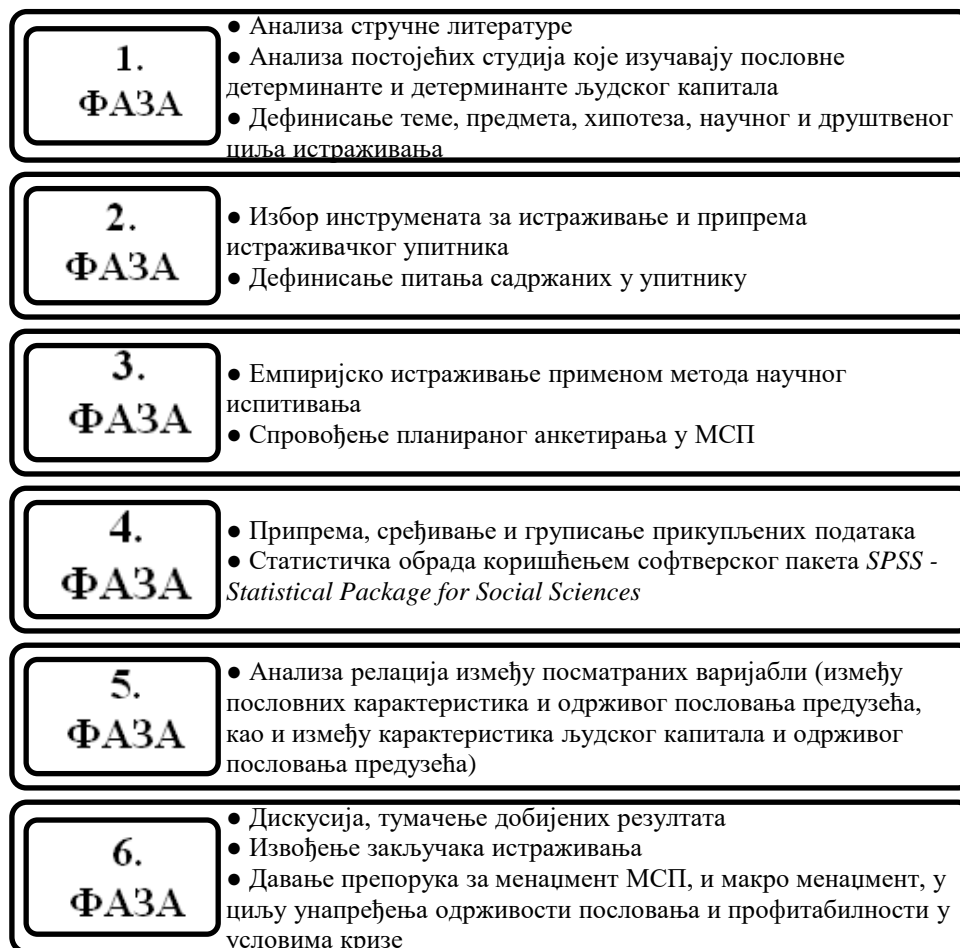 1.
ФАЗА
● Анализа стручне литературе
● Анализа постојећих студија које изучавају пословне
детерминанте и детерминанте људског капитала
● Дефинисање теме, предмета, хипотеза, научног и друштвеног
циља истраживања
2.
ФАЗА
● Избор инструмената за истраживање и припрема
истраживачког упитника
● Дефинисање питања садржаних у упитнику
3.
ФАЗА
● Емпиријско истраживање применом метода научног
испитивања
● Спровођење планираног анкетирања у МСП
4.
ФАЗА
● Припрема, сређивање и груписање прикупљених података
● Статистичка обрада коришћењем софтверског пакета SPSS -
Statistical Package for Social Sciences
5.
ФАЗА
● Анализа релација између посматраних варијабли (између
пословних карактеристика и одрживог пословања предузећа,
као и између карактеристика људског капитала и одрживог
пословања предузећа)
6.
ФАЗА
● Дискусија, тумачење добијених резултата
● Извођење закључака истраживања
● Давање препорука за менаџмент МСП, и макро менаџмент, у
циљу унапређења одрживости пословања и профитабилности у
условима кризе